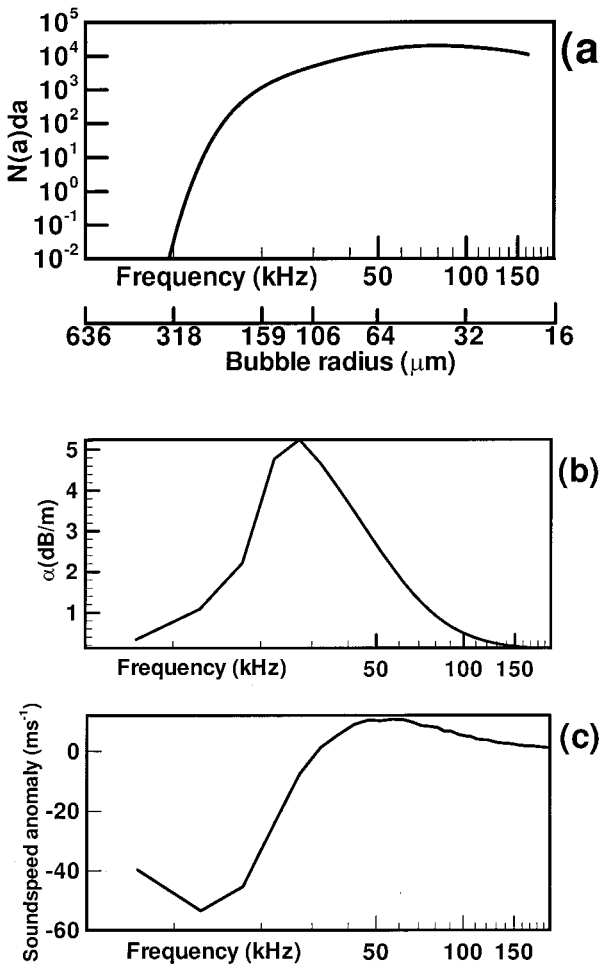 10^5
10^4
10^3
10^2
10^1
10^0
10^-1
10^-2
N(a)da
(a
Frequency (kHz) 50 100 150
636 318 159 106 64 32 16
Bubble radius (μm)
5
4
3
2
1
α(dB/m)
(b)
Frequency (kHz) 50 100 150
0
-20
-40
-60
Soundspeed anomaly (ms^-1)
(c)
Frequency (kHz) 50 100 150